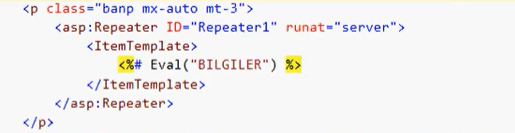 <p class="banp mx-auto mt-3">
<asp:Repeater ID="Repeater1" runat="server">
<ItemTemplate>
<%# Eval("BILGILER") %>
</ItemTemplate>
</asp:Repeater>
</p>